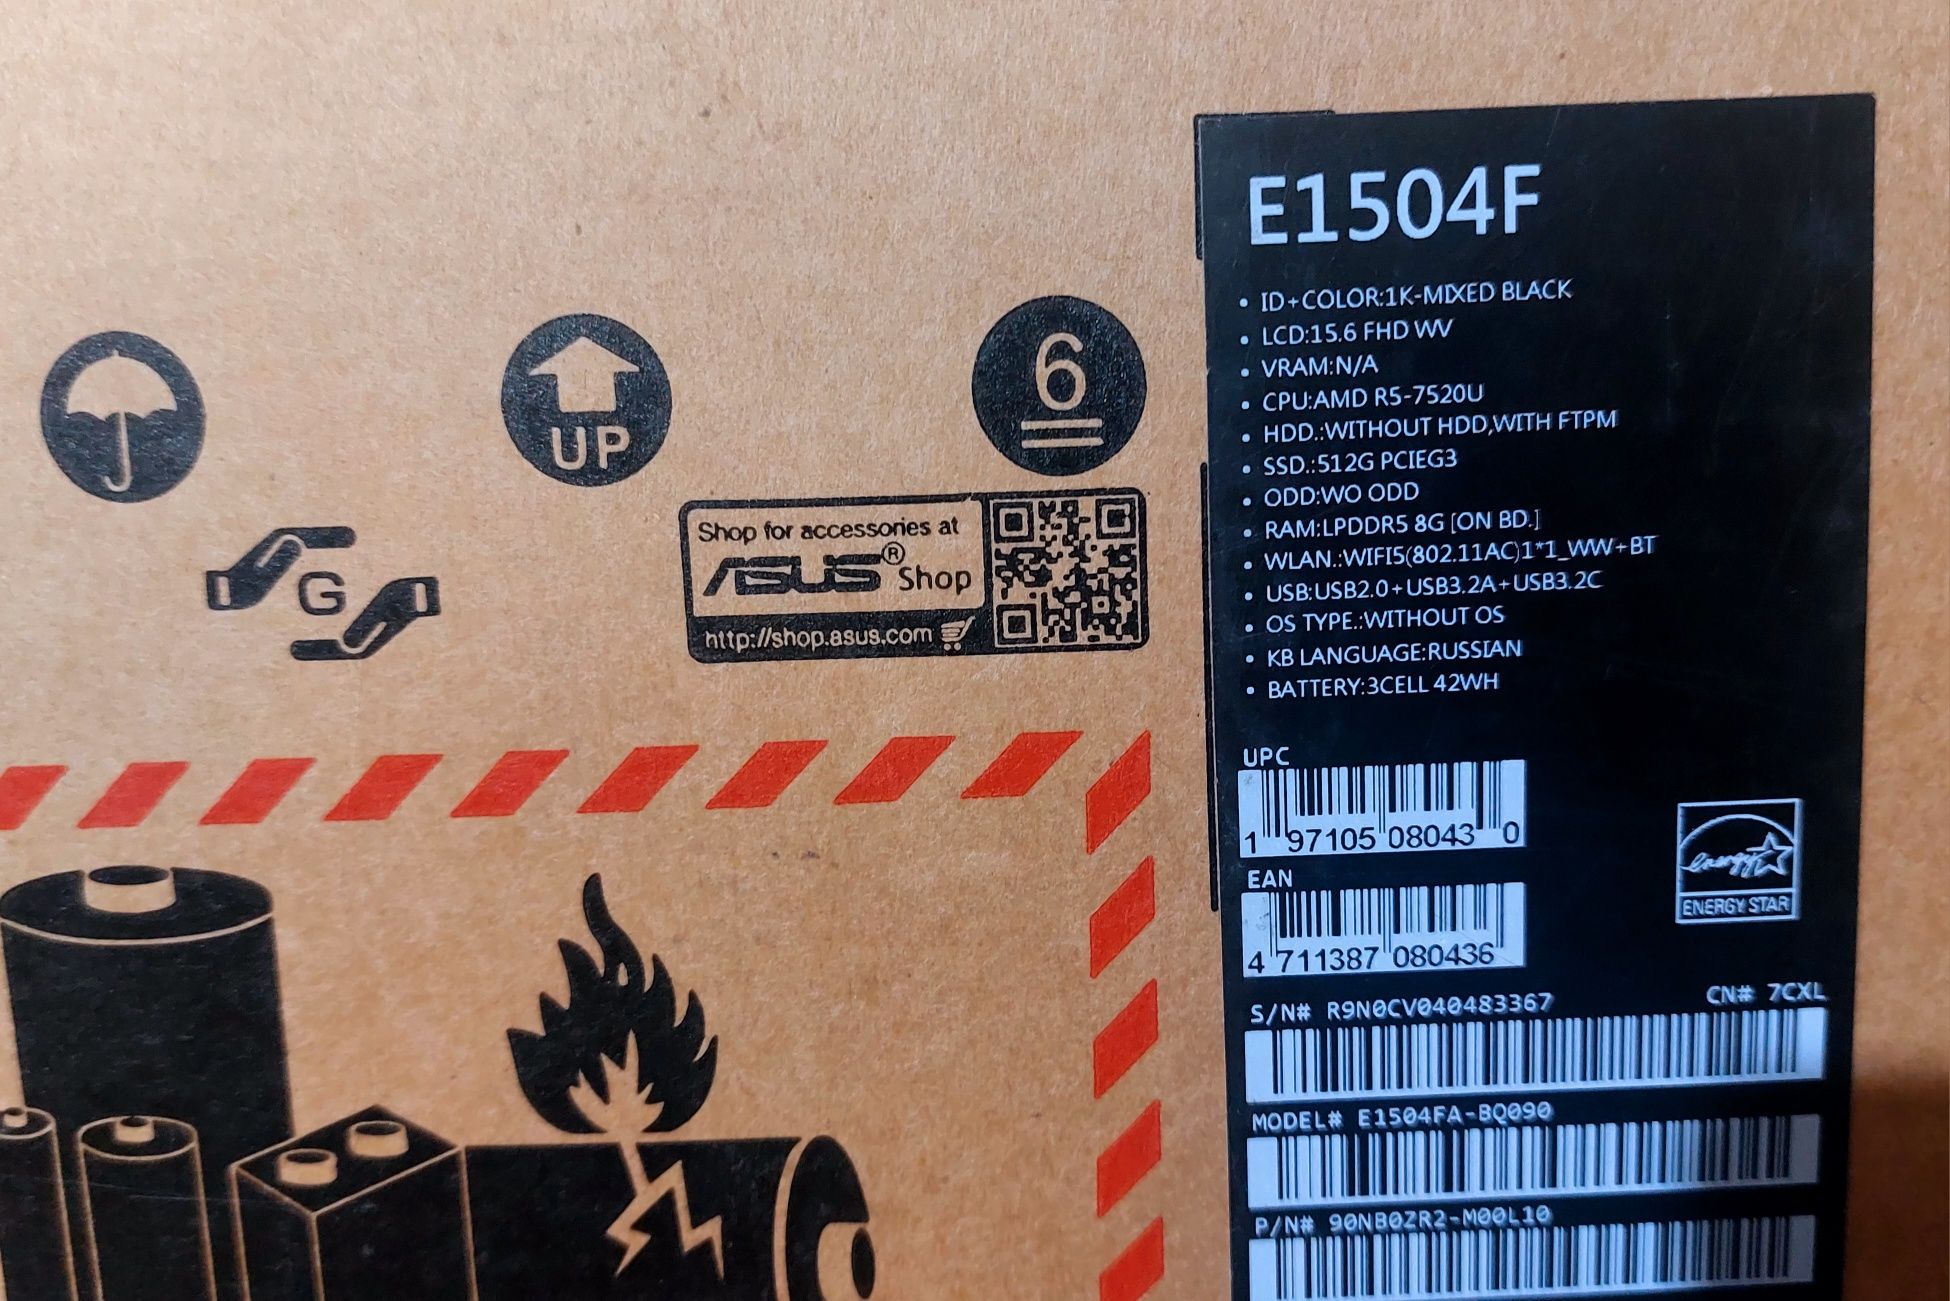 UP
6
G
Shop for accessories at
ASUS® Shop
http://shop.asus.com
E1504F
• ID+COLOR:1K-MIXED BLACK
• LCD:15.6 FHD WV
• VRAM:N/A
• CPU:AMD R5-7520U
• HDD.:WITHOUT HDD,WITH FTPM
• SSD.:512G PCIEG3
• ODD:WO ODD
• RAM:LPDDR5 8G [ON BD.]
• WLAN.:WIFI5(802.11AC)1*1_WW+BT
• USB:USB2.0+USB3.2A+USB3.2C
• OS TYPE.:WITHOUT OS
• KB LANGUAGE:RUSSIAN
• BATTERY:3CELL 42WH
UPC
1 97105 08043 0
EAN
4 711387 080436
energy
ENERGY STAR
S/N# R9N0CV040483367 CN# 7CXL
MODEL# E1504FA-BQ090
P/N# 90NB0ZR2-M00L10